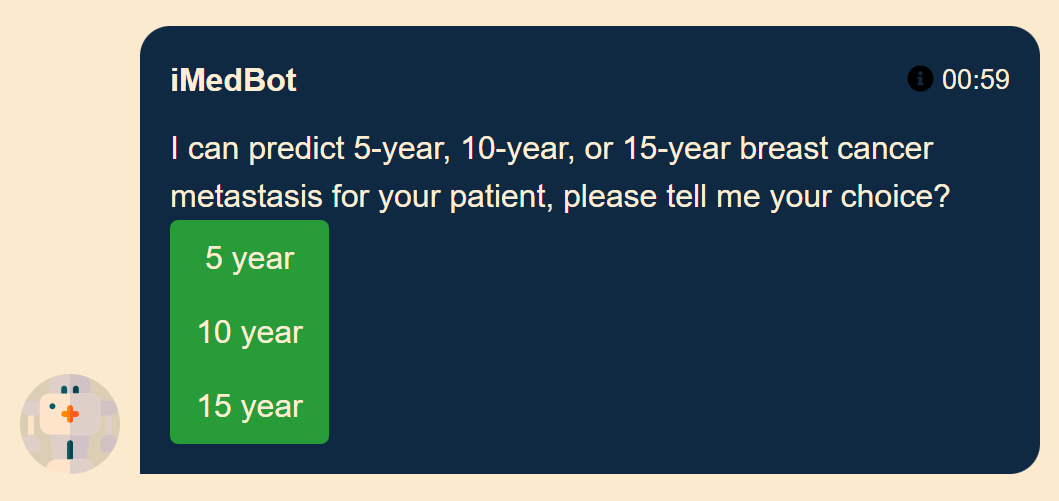 iMedBot
00:59
I can predict 5-year, 10-year, or 15-year breast cancer
metastasis for your patient, please tell me your choice?
5 year
10 year
15 year